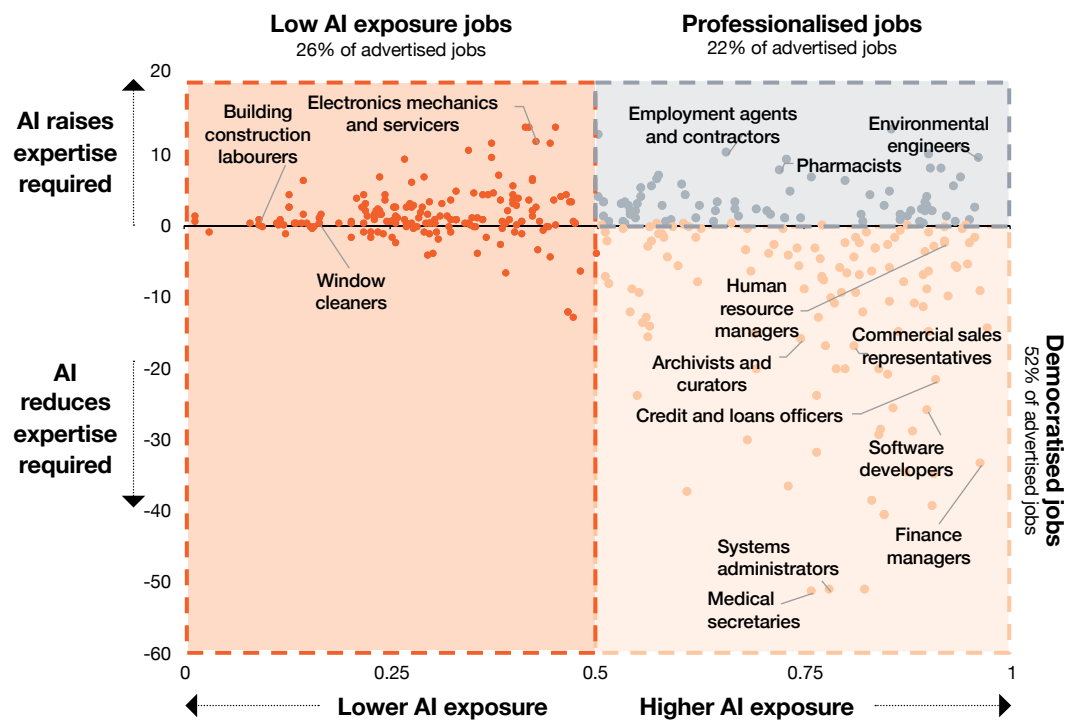 Low AI exposure jobs
26% of advertised jobs
Professionalised jobs
22% of advertised jobs
20
10
0
-10
-20
-30
-40
-50
-60
AI raises
expertise
required
AI
reduces
expertise
required
Building
construction
labourers
Electronics mechanics
and servicers
Window
cleaners
Employment agents
and contractors
Environmental
engineers
Pharmacists
Human
resource
managers
Commercial sales
representatives
Archivists and
curators
Credit and loans officers
Software
developers
Finance
managers
Systems
administrators
Medical
secretaries
Democratised jobs
52% of advertised jobs
0
0.25
0.5
0.75
1
Lower AI exposure
Higher AI exposure